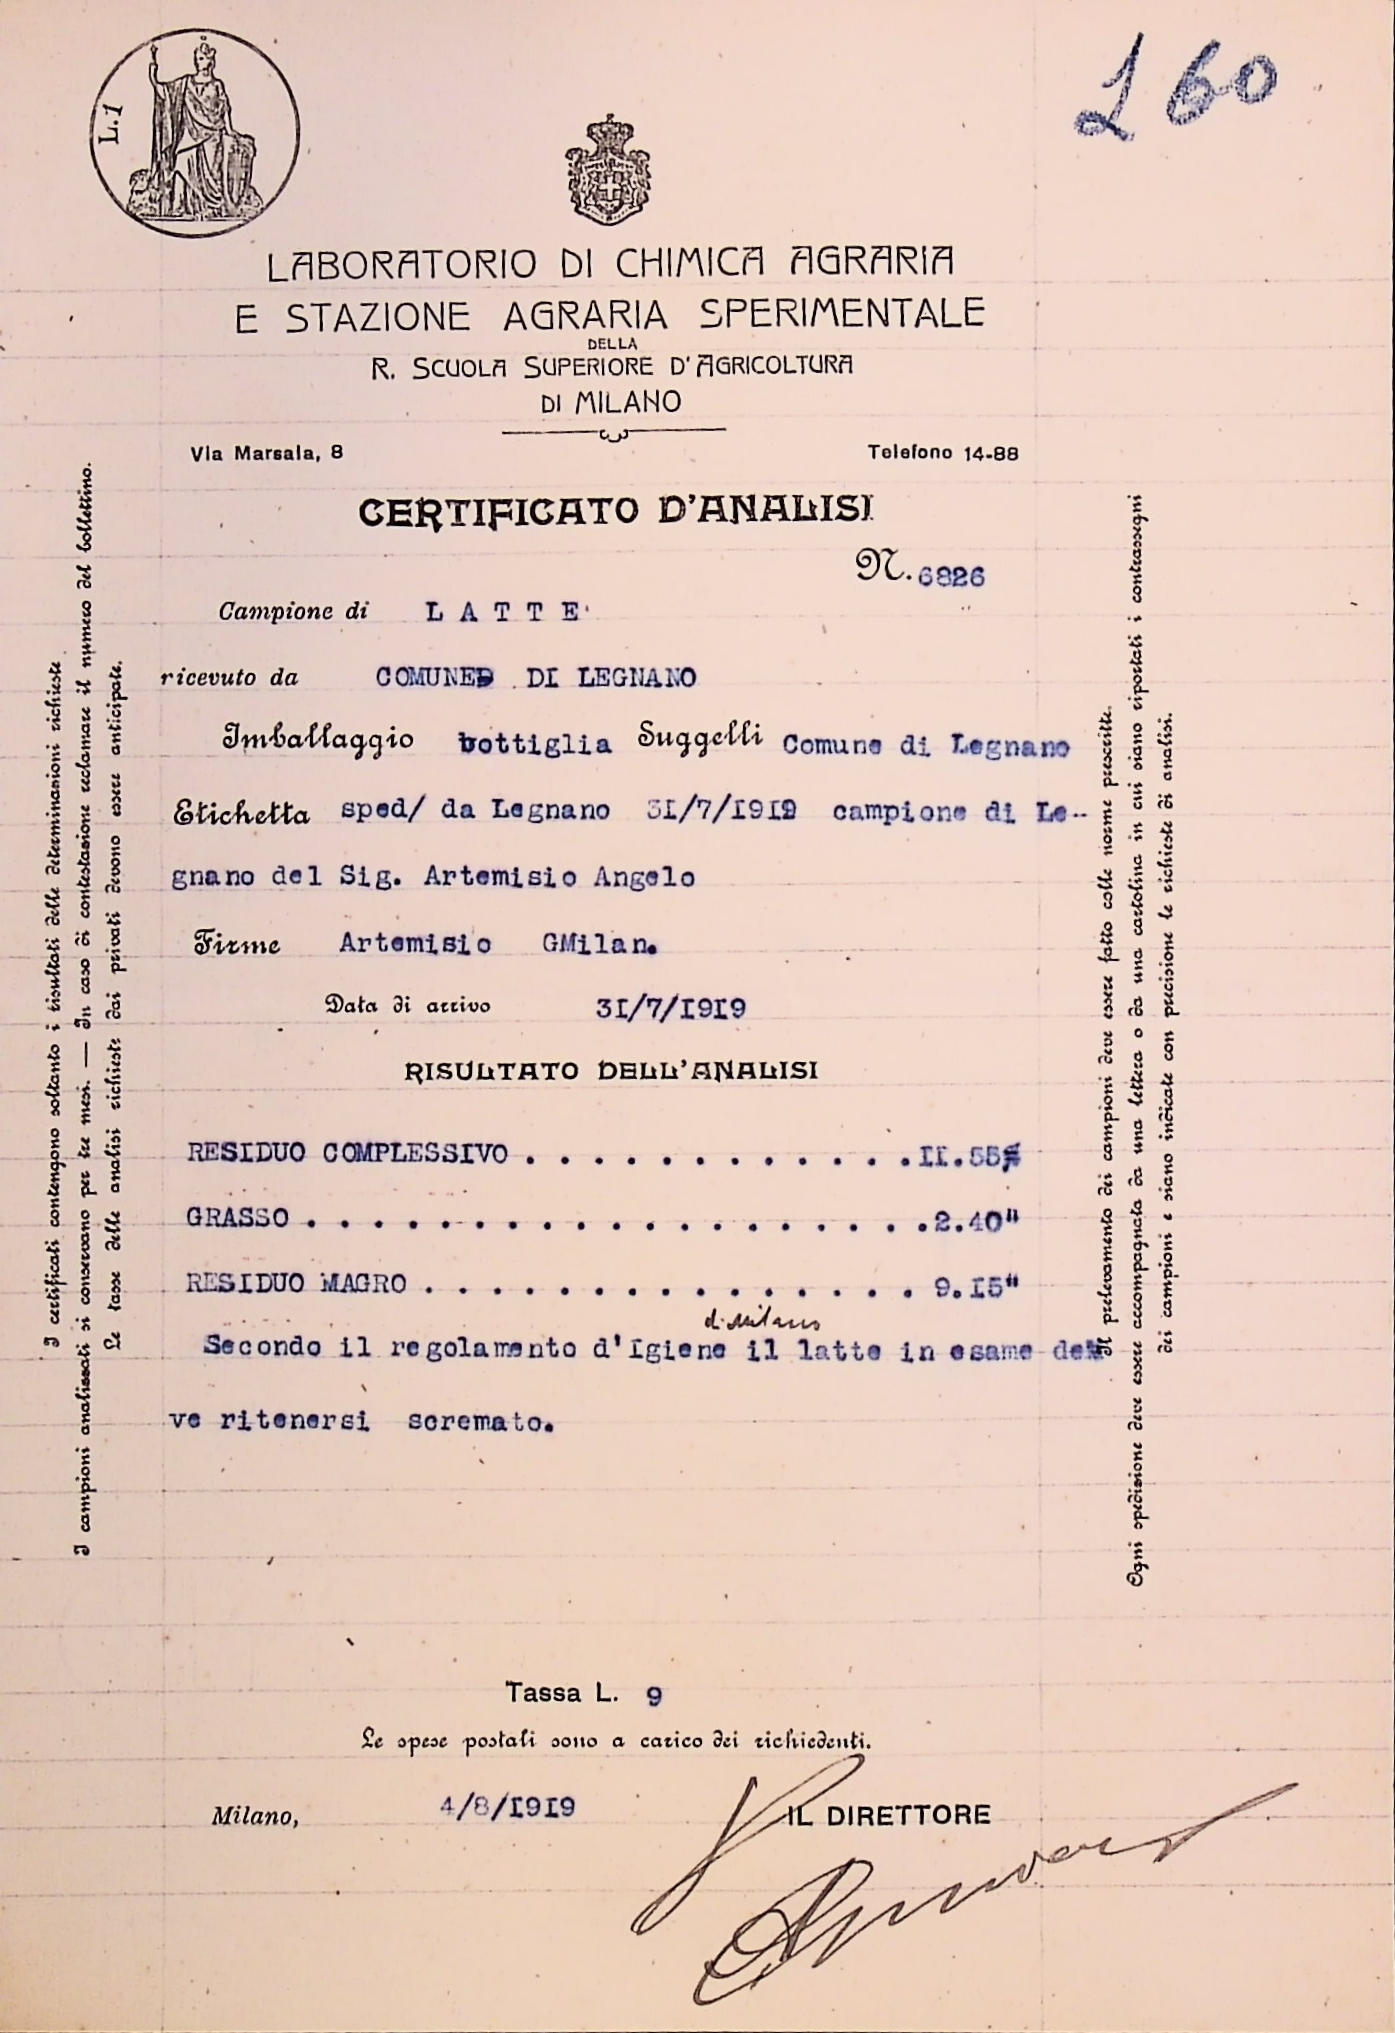 L. 1
L 60
LABORATORIO DI CHIMICA AGRARIA
E STAZIONE AGRARIA SPERIMENTALE
DELLA
R. SCUOLA SUPERIORE D'AGRICOLTURA
DI MILANO
Via Marsala, 8 Telefono 14-88
CERTIFICATO D'ANALISI
N. 6826
Campione di LATTE
ricevuto da COMUNE DI LEGNANO
Imballaggio bottiglia Suggelli Comune di Legnano
Etichetta sped/ da Legnano 31/7/1919 campione di Le-
gnano del Sig. Artemisio Angelo
Firme Artemisio GMilan.
Data di arrivo 31/7/1919
RISULTATO DELL'ANALISI
RESIDUO COMPLESSIVO . . . . . . . . . . . . 11.55%
GRASSO . . . . . . . . . . . . . . . . . . . 2.40"
RESIDUO MAGRO . . . . . . . . . . . . . . . 9.15"
di Milano
Secondo il regolamento d'Igiene il latte in esame de-
ve ritenersi scremato.
Tassa L. 9
Le spese postali sono a carico dei richiedenti.
Milano, 4/8/1919 IL DIRETTORE
I certificati contengono soltanto i risultati delle determinazioni richieste
I campioni analizzati si conservano per tre mesi. — In caso di contestazione reclamare il numero del bollettino.
Le tasse delle analisi richieste dai privati devono essere anticipate.
Il prelevamento dei campioni deve essere fatto colle norme prescritte.
Ogni spedizione deve essere accompagnata da una lettera o da una cartolina in cui siano riportati i contrassegni
dei campioni e siano indicate con precisione le richieste di analisi.